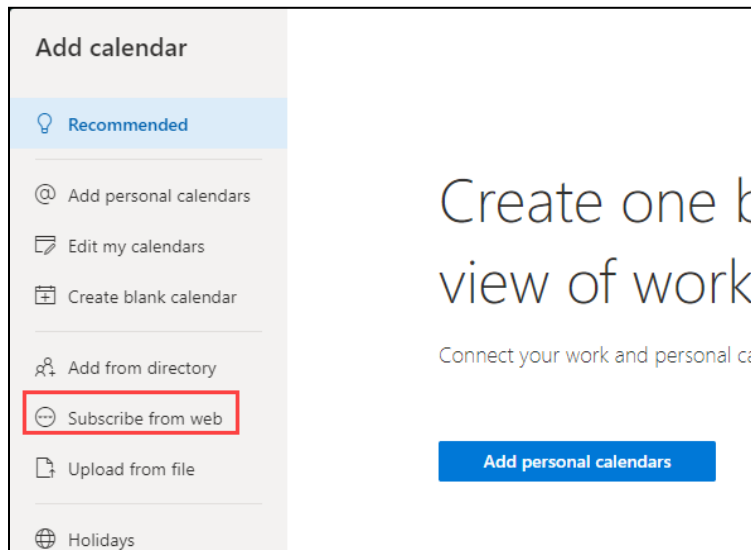 Add calendar
Recommended
Add personal calendars
Edit my calendars
Create blank calendar
Add from directory
Subscribe from web
Upload from file
Holidays
Create one
view of work
Connect your work and personal
Add personal calendars